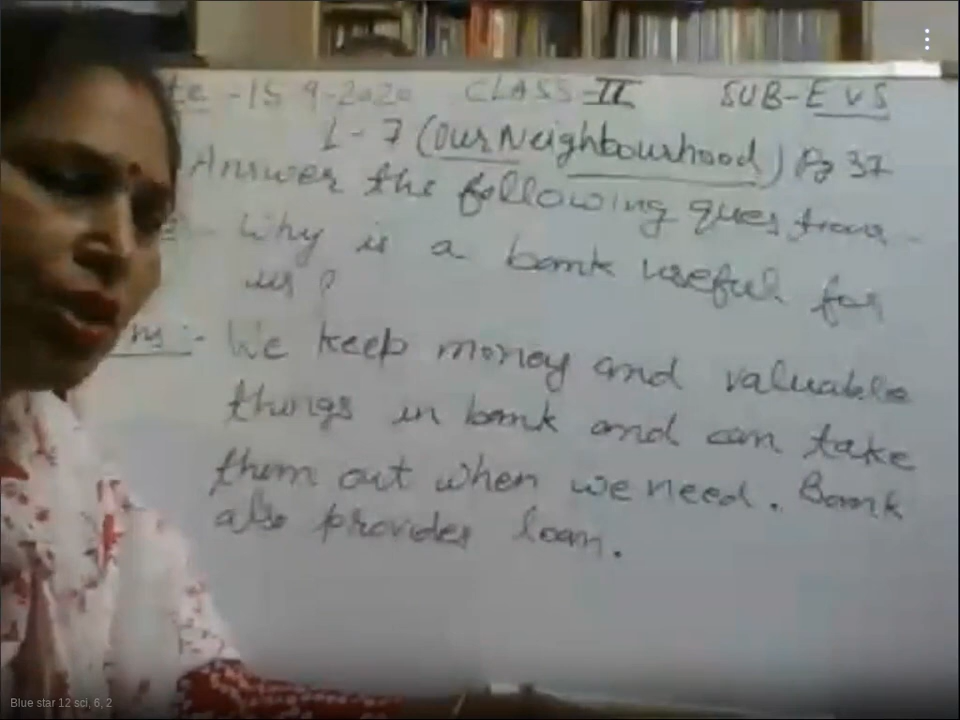 te - 15 9-2020 CLASS-II SUB-EVS
L-7 (Our Neighbourhood) Pg 37
Answer the following questions -
Why is a bank useful for
us ?
Ans :- We keep money and valuable
things in bank and can take
them out when we need. Bank
also provides loan.
Blue star 12 sci, 6, 2